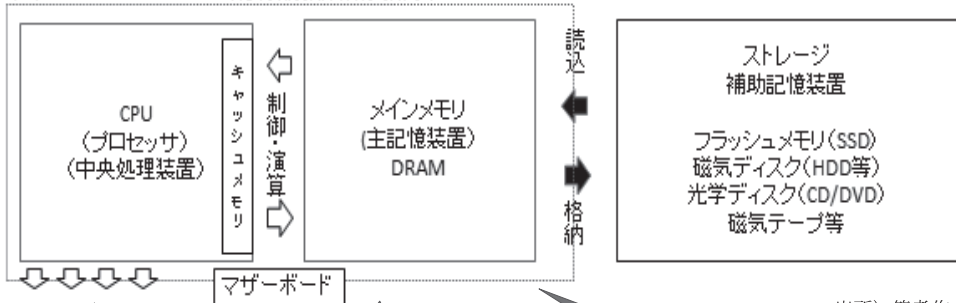 CPU
(プロセッサ)
(中央処理装置)
キャッシュメモリ
制御・演算
メインメモリ
(主記憶装置)
DRAM
読込
格納
ストレージ
補助記憶装置
フラッシュメモリ(SSD)
磁気ディスク(HDD等)
光学ディスク(CD/DVD)
磁気テープ等
マザーボード